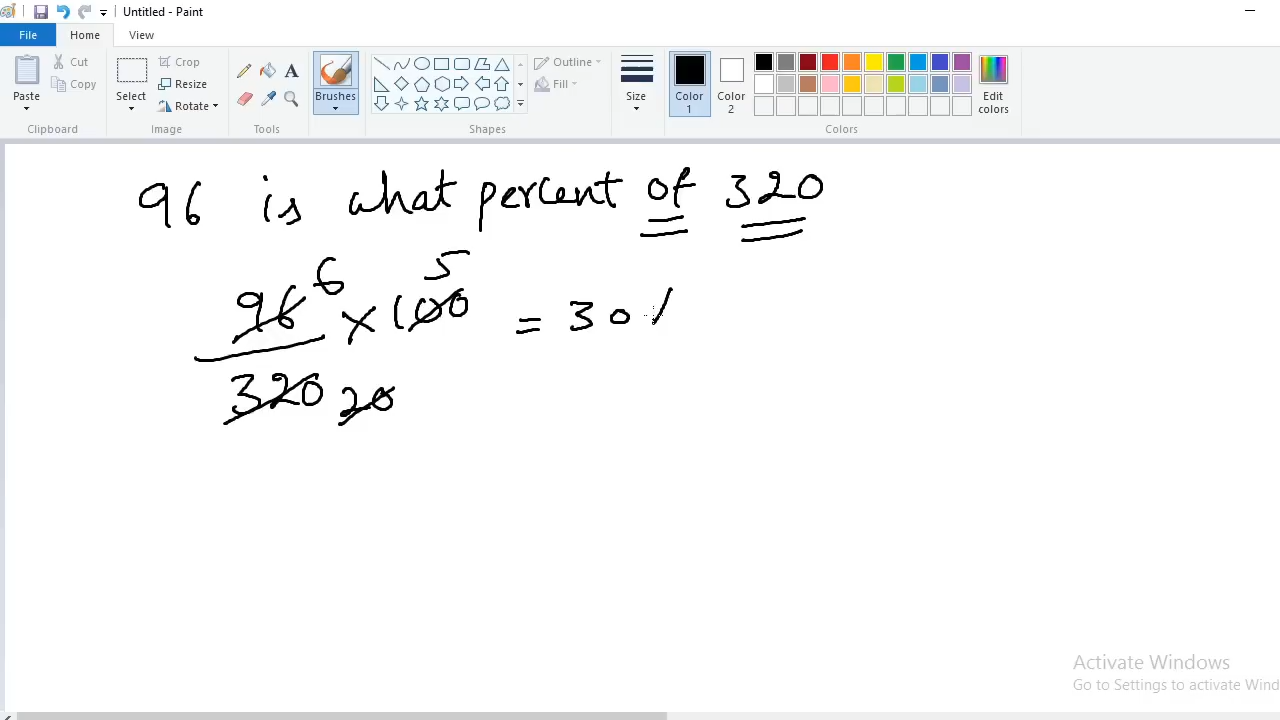 Untitled - Paint
File Home View
Paste Cut Copy Select Crop Resize Rotate Brushes Outline Fill Size Color 1 Color 2 Edit colors
Clipboard Image Tools Shapes Colors
96 is what percent of 320
6 5
96 × 100 = 30 /
320 20
Activate Windows
Go to Settings to activate Wind